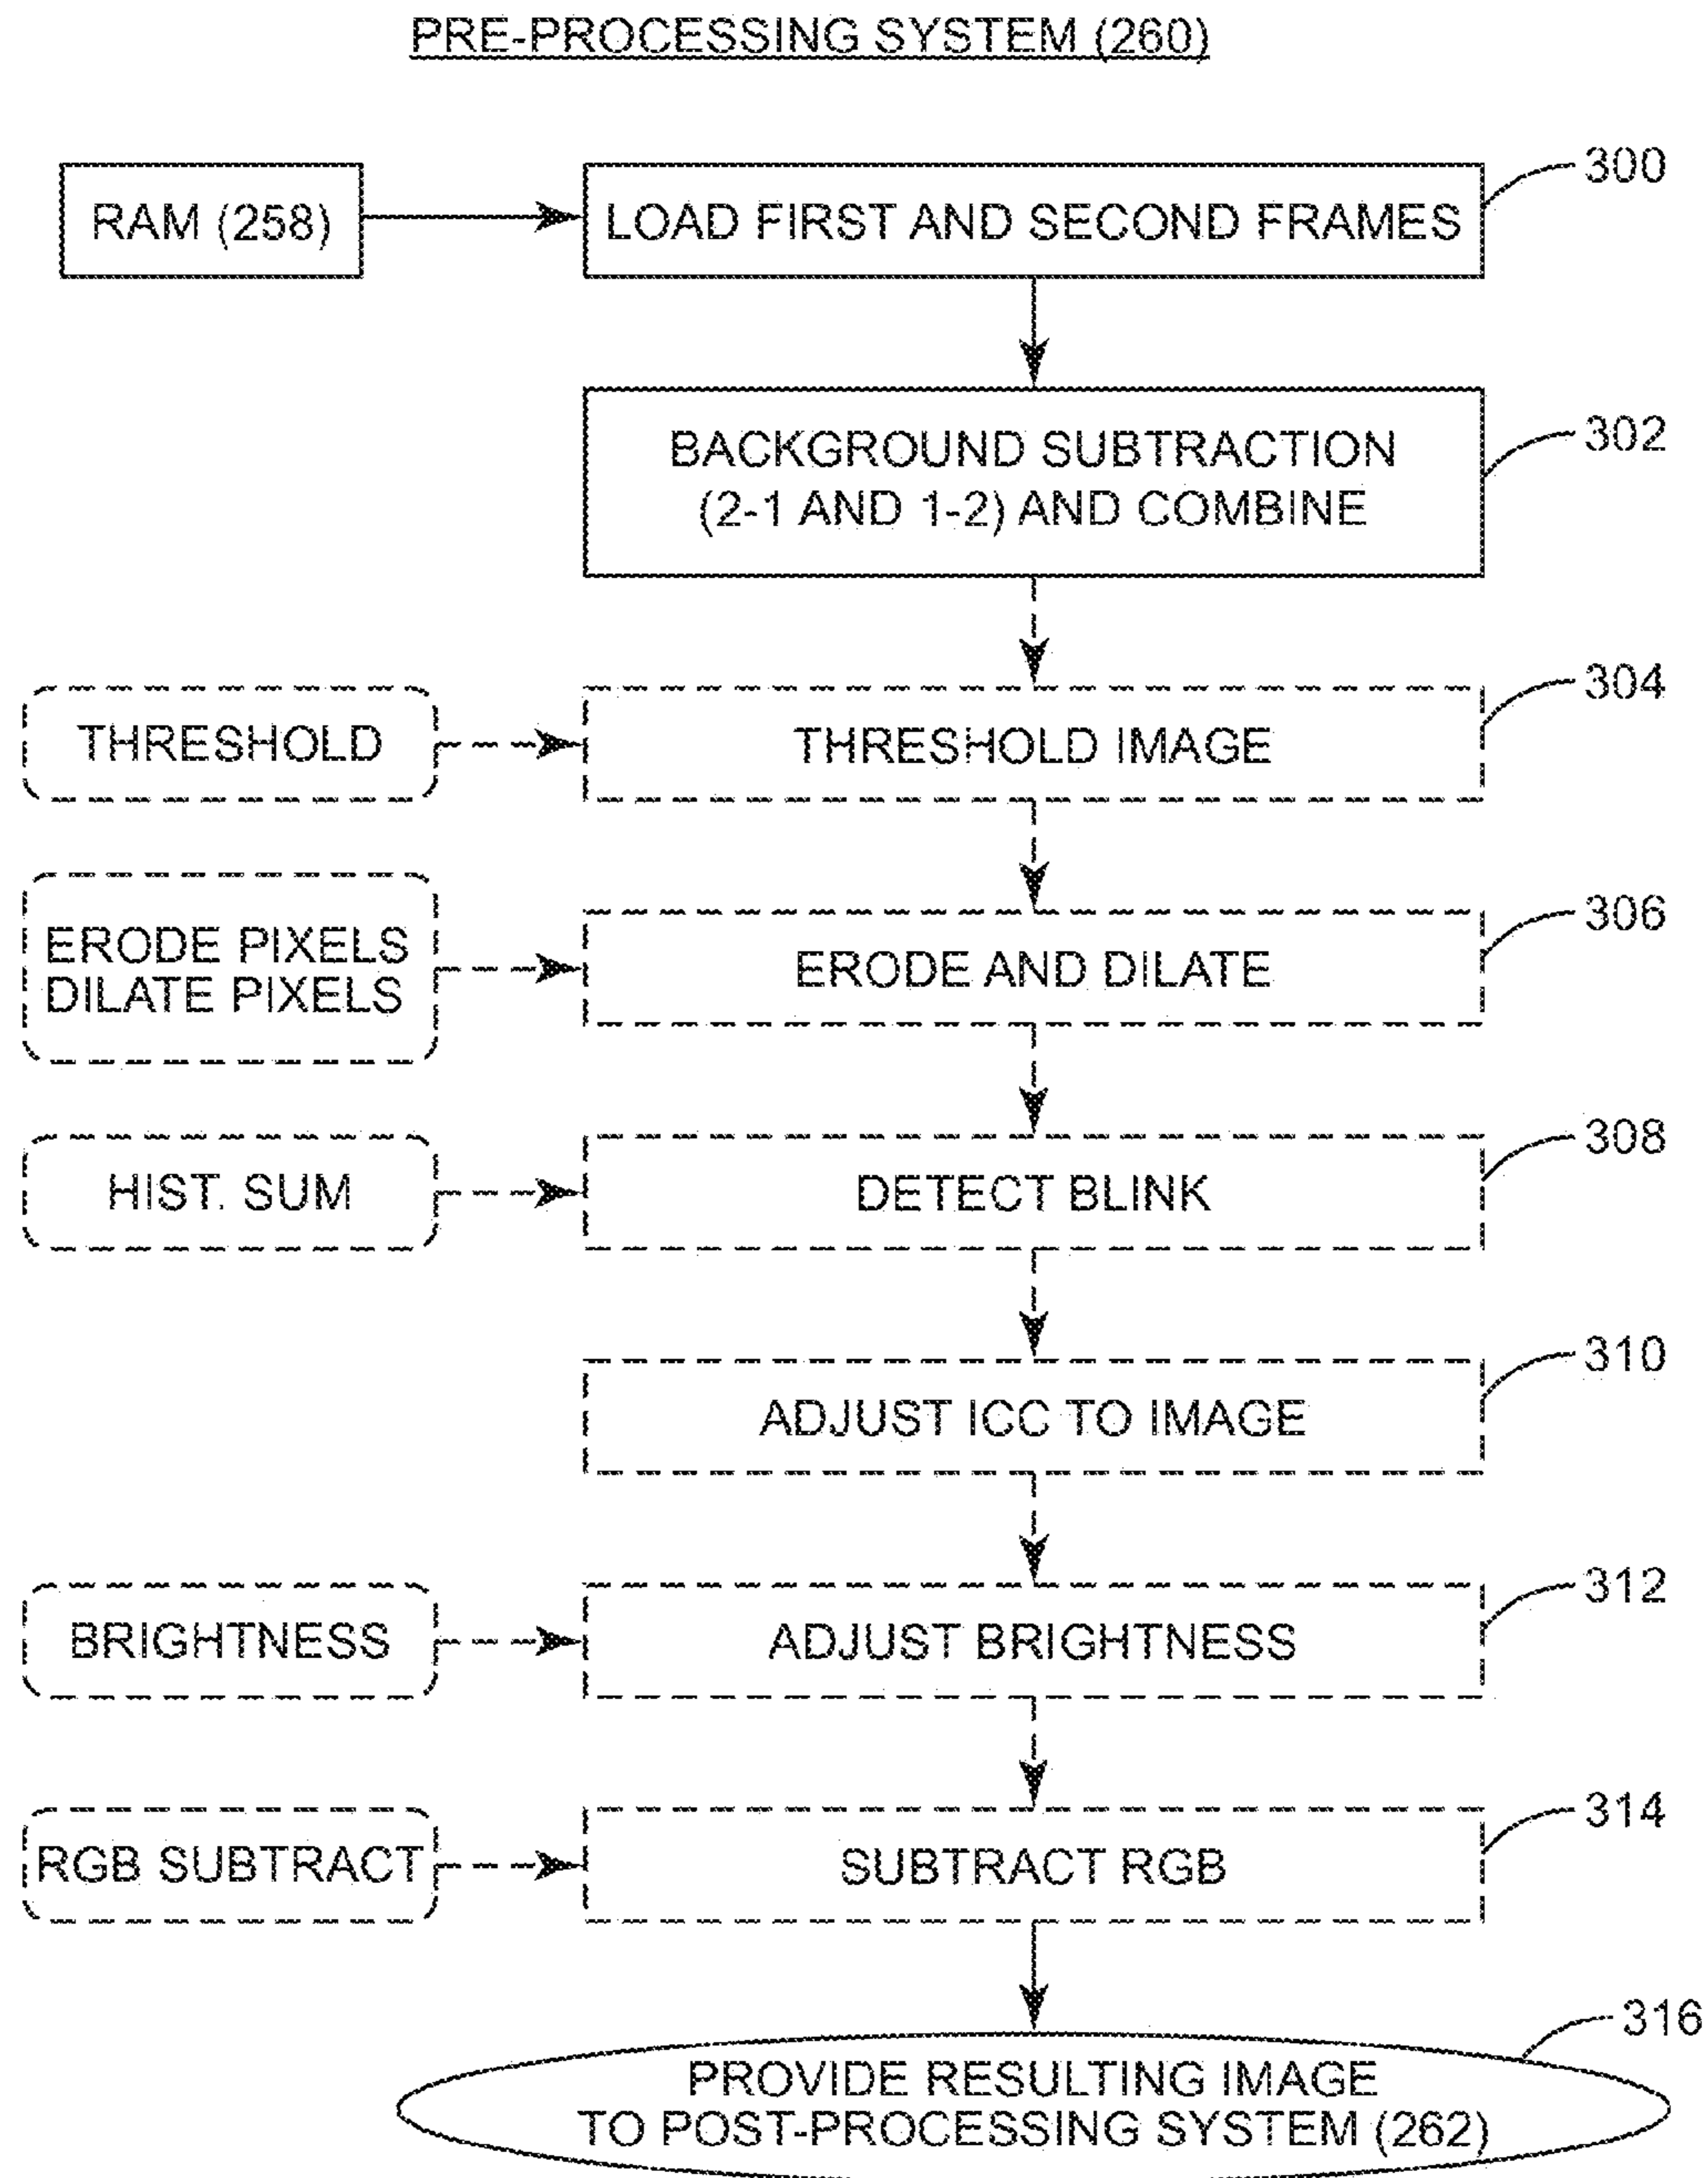 PRE-PROCESSING SYSTEM (260)
RAM (258)
LOAD FIRST AND SECOND FRAMES
300
BACKGROUND SUBTRACTION
(2-1 AND 1-2) AND COMBINE
302
THRESHOLD
THRESHOLD IMAGE
304
ERODE PIXELS
DILATE PIXELS
ERODE AND DILATE
306
HIST. SUM
DETECT BLINK
308
ADJUST ICC TO IMAGE
310
BRIGHTNESS
ADJUST BRIGHTNESS
312
RGB SUBTRACT
SUBTRACT RGB
314
PROVIDE RESULTING IMAGE
TO POST-PROCESSING SYSTEM (262)
316